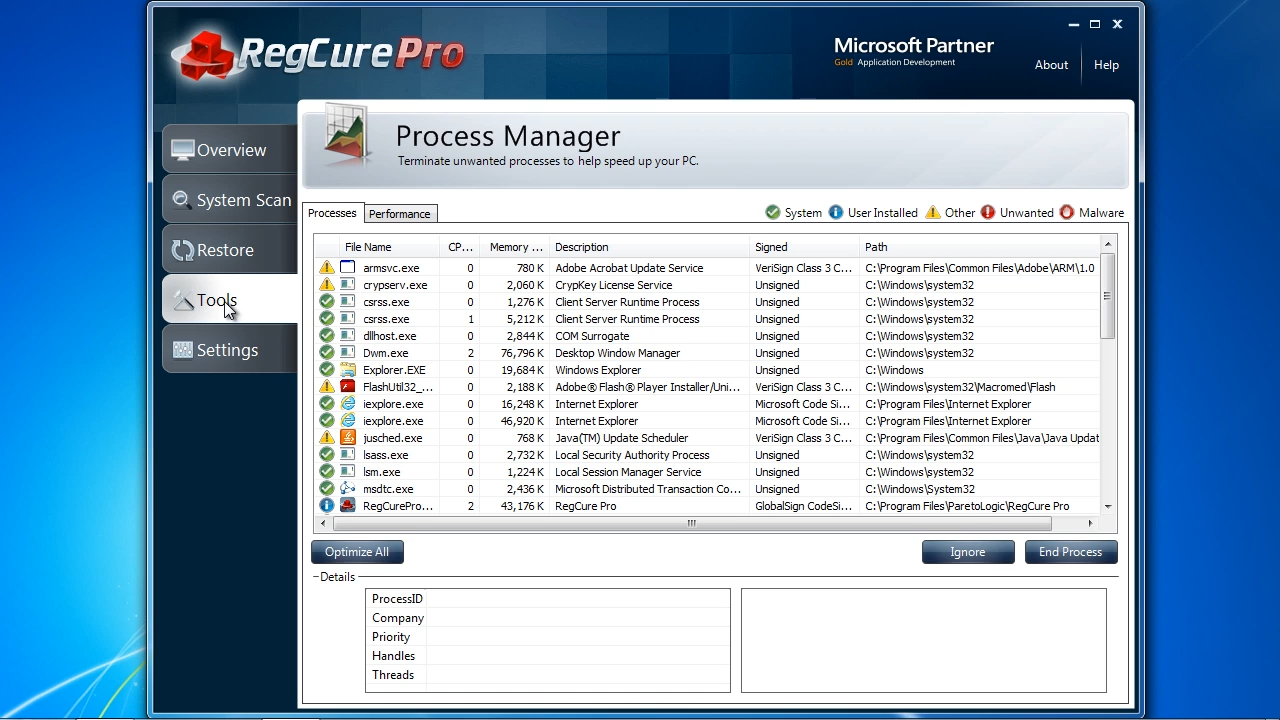 RegCure Pro
Microsoft Partner
Gold Application Development
About Help
Overview
System Scan
Restore
Tools
Settings
Process Manager
Terminate unwanted processes to help speed up your PC.
Processes Performance
System User Installed Other Unwanted Malware
File Name CP... Memory ... Description Signed Path
armsvc.exe 0 780 K Adobe Acrobat Update Service VeriSign Class 3 C... C:\Program Files\Common Files\Adobe\ARM\1.0
crypserv.exe 0 2,060 K CrypKey License Service Unsigned C:\Windows\system32
csrss.exe 0 1,276 K Client Server Runtime Process Unsigned C:\Windows\system32
csrss.exe 1 5,212 K Client Server Runtime Process Unsigned C:\Windows\system32
dllhost.exe 0 2,844 K COM Surrogate Unsigned C:\Windows\system32
Dwm.exe 2 76,796 K Desktop Window Manager Unsigned C:\Windows\system32
Explorer.EXE 0 19,684 K Windows Explorer Unsigned C:\Windows
FlashUtil32_... 0 2,188 K Adobe® Flash® Player Installer/Uni... VeriSign Class 3 C... C:\Windows\system32\Macromed\Flash
iexplore.exe 0 16,248 K Internet Explorer Microsoft Code Si... C:\Program Files\Internet Explorer
iexplore.exe 0 46,920 K Internet Explorer Microsoft Code Si... C:\Program Files\Internet Explorer
jusched.exe 0 768 K Java(TM) Update Scheduler VeriSign Class 3 C... C:\Program Files\Common Files\Java\Java Updat
lsass.exe 0 2,732 K Local Security Authority Process Unsigned C:\Windows\system32
lsm.exe 0 1,224 K Local Session Manager Service Unsigned C:\Windows\system32
msdtc.exe 0 2,436 K Microsoft Distributed Transaction Co... Unsigned C:\Windows\System32
RegCurePro... 2 43,176 K RegCure Pro GlobalSign CodeSi... C:\Program Files\ParetoLogic\RegCure Pro
Optimize All Ignore End Process
Details
ProcessID
Company
Priority
Handles
Threads